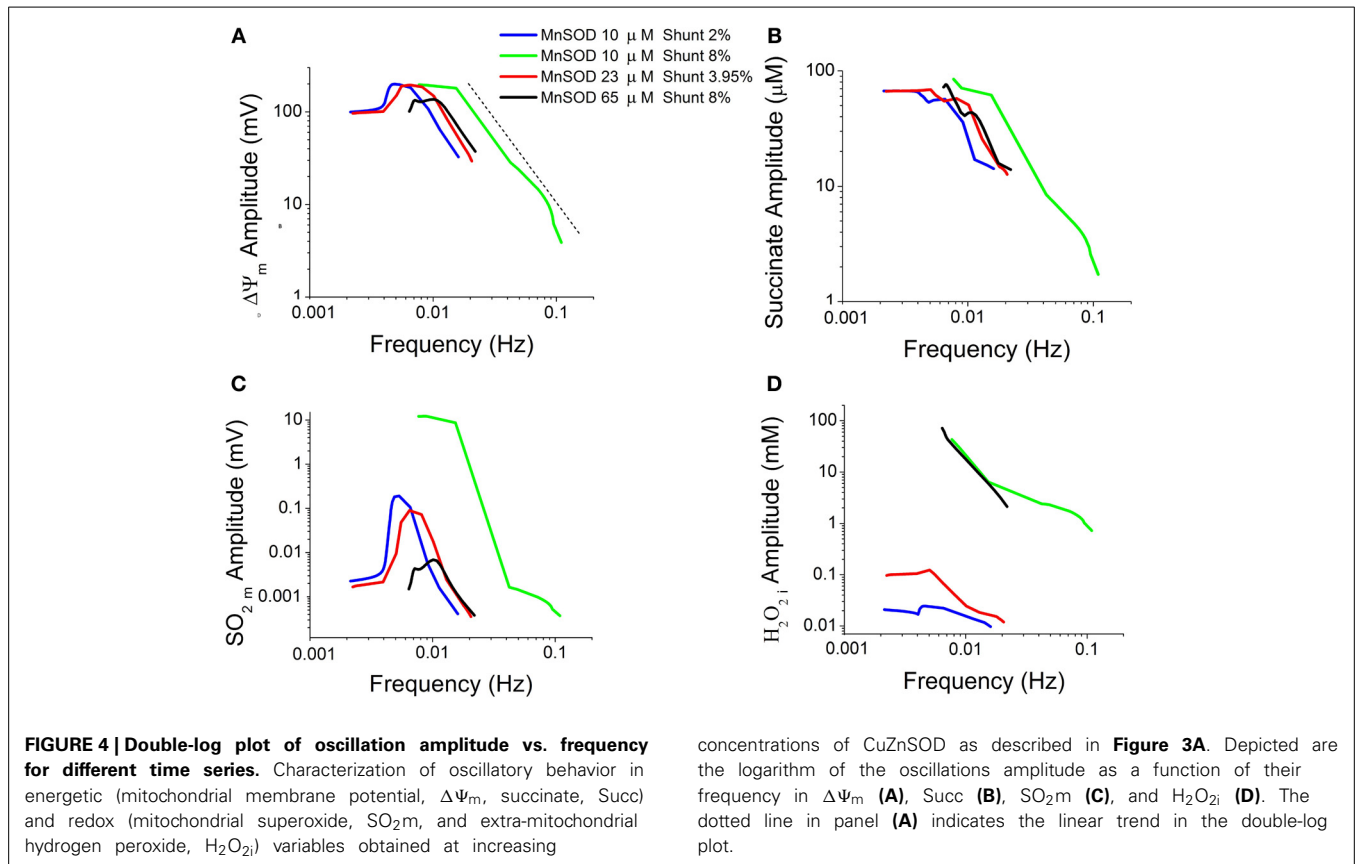 A
MnSOD 10 μ M Shunt 2%
MnSOD 10 μ M Shunt 8%
MnSOD 23 μ M Shunt 3.95%
MnSOD 65 μ M Shunt 8%
ΔΨm Amplitude (mV)
100
10
1
0.001
0.01
0.1
Frequency (Hz)
B
Succinate Amplitude (μM)
100
10
1
0.001
0.01
0.1
Frequency (Hz)
C
SO2 m Amplitude (mV)
10
1
0.1
0.01
0.001
0.001
0.01
0.1
Frequency (Hz)
D
H2O2 i Amplitude (mM)
100
10
1
0.1
0.01
0.001
0.01
0.1
Frequency (Hz)
FIGURE 4 | Double-log plot of oscillation amplitude vs. frequency
for different time series. Characterization of oscillatory behavior in
energetic (mitochondrial membrane potential, ΔΨm, succinate, Succ)
and redox (mitochondrial superoxide, SO2m, and extra-mitochondrial
hydrogen peroxide, H2O2i) variables obtained at increasing
concentrations of CuZnSOD as described in Figure 3A. Depicted are
the logarithm of the oscillations amplitude as a function of their
frequency in ΔΨm (A), Succ (B), SO2m (C), and H2O2i (D). The
dotted line in panel (A) indicates the linear trend in the double-log
plot.